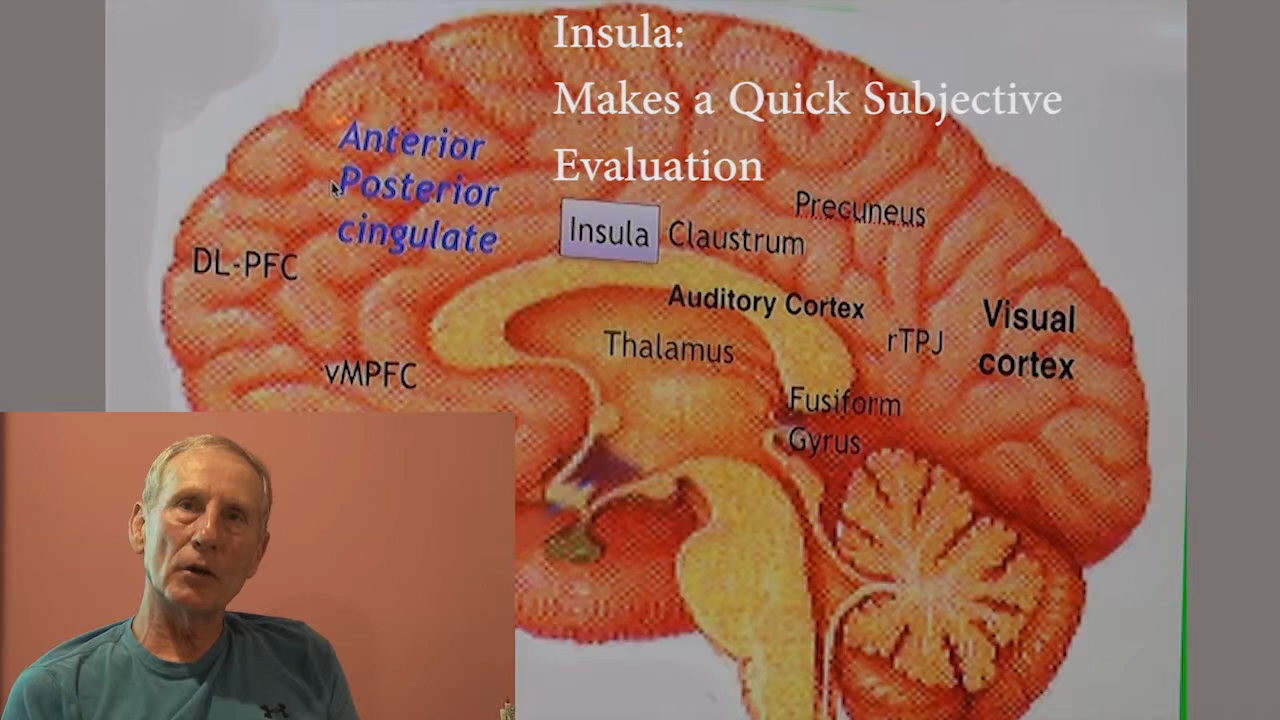 Insula:
Makes a Quick Subjective
Evaluation
Anterior
Posterior
cingulate
Precuneus
Insula
Claustrum
DL-PFC
Auditory Cortex
Visual
cortex
rTPJ
Thalamus
vMPFC
Fusiform
Gyrus